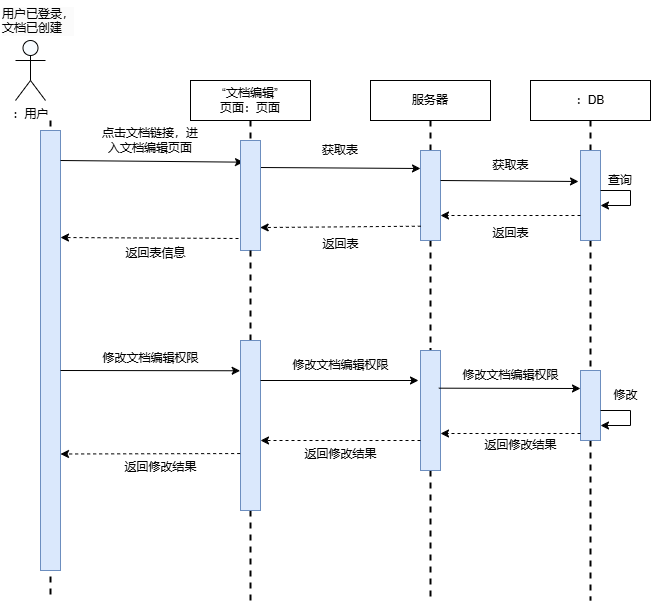 用户已登录，
文档已创建
：用户
“文档编辑”
页面：页面
服务器
：DB
点击文档链接，进
入文档编辑页面
获取表
获取表
查询
返回表
返回表
返回表信息
修改文档编辑权限
修改文档编辑权限
修改文档编辑权限
修改
返回修改结果
返回修改结果
返回修改结果